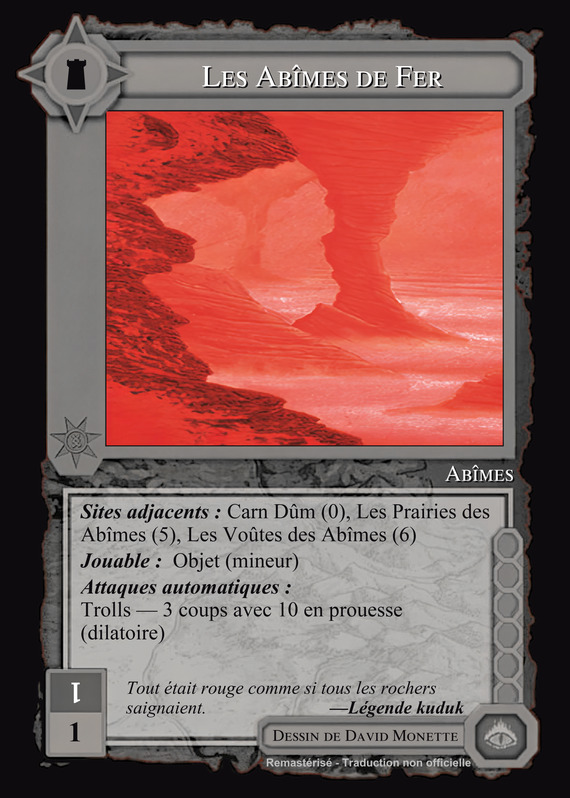 Les Abîmes de Fer
Abîmes
Sites adjacents : Carn Dûm (0), Les Prairies des
Abîmes (5), Les Voûtes des Abîmes (6)
Jouable : Objet (mineur)
Attaques automatiques :
Trolls — 3 coups avec 10 en prouesse
(dilatoire)
Tout était rouge comme si tous les rochers
saignaient. —Légende kuduk
1
1
Dessin de David Monette
Remastérisé - Traduction non officielle